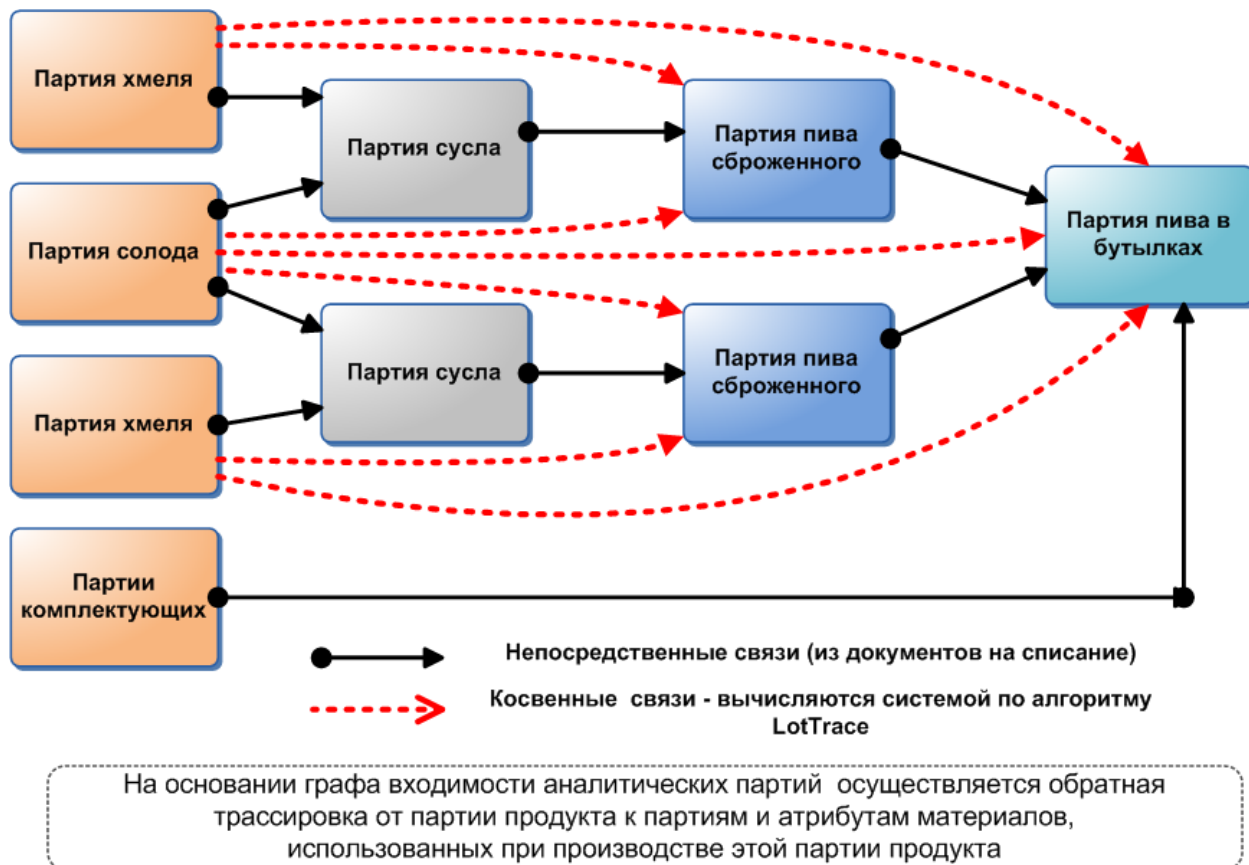 Партия хмеля
Партия сусла
Партия пива
сброженного
Партия солода
Партия пива в
бутылках
Партия сусла
Партия пива
сброженного
Партия хмеля
Партии
комплектующих
Непосредственные связи (из документов на списание)
Косвенные связи - вычисляются системой по алгоритму
LotTrace
На основании графа входимости аналитических партий осуществляется обратная
трассировка от партии продукта к партиям и атрибутам материалов,
использованных при производстве этой партии продукта